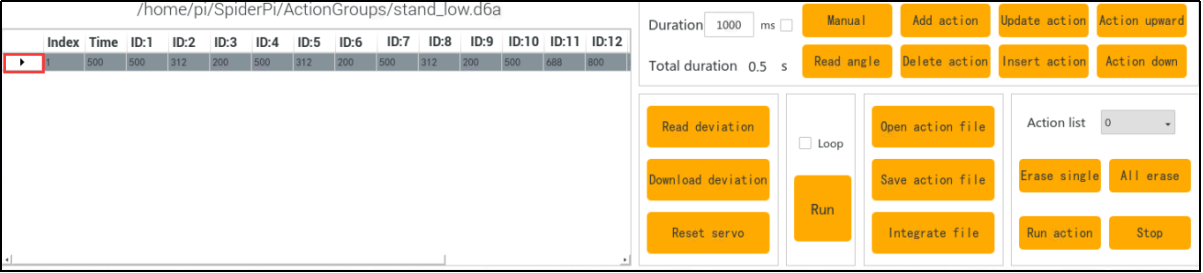 /home/pi/SpiderPi/ActionGroups/stand_low.d6a
Index Time ID:1 ID:2 ID:3 ID:4 ID:5 ID:6 ID:7 ID:8 ID:9 ID:10 ID:11 ID:12
1 500 500 312 200 500 312 200 500 312 200 500 688 800
Duration 1000 ms
Manual Add action Update action Action upward
Total duration 0.5 s
Read angle Delete action Insert action Action down
Read deviation
Download deviation
Reset servo
Loop
Run
Open action file
Save action file
Integrate file
Action list 0
Erase single All erase
Run action Stop